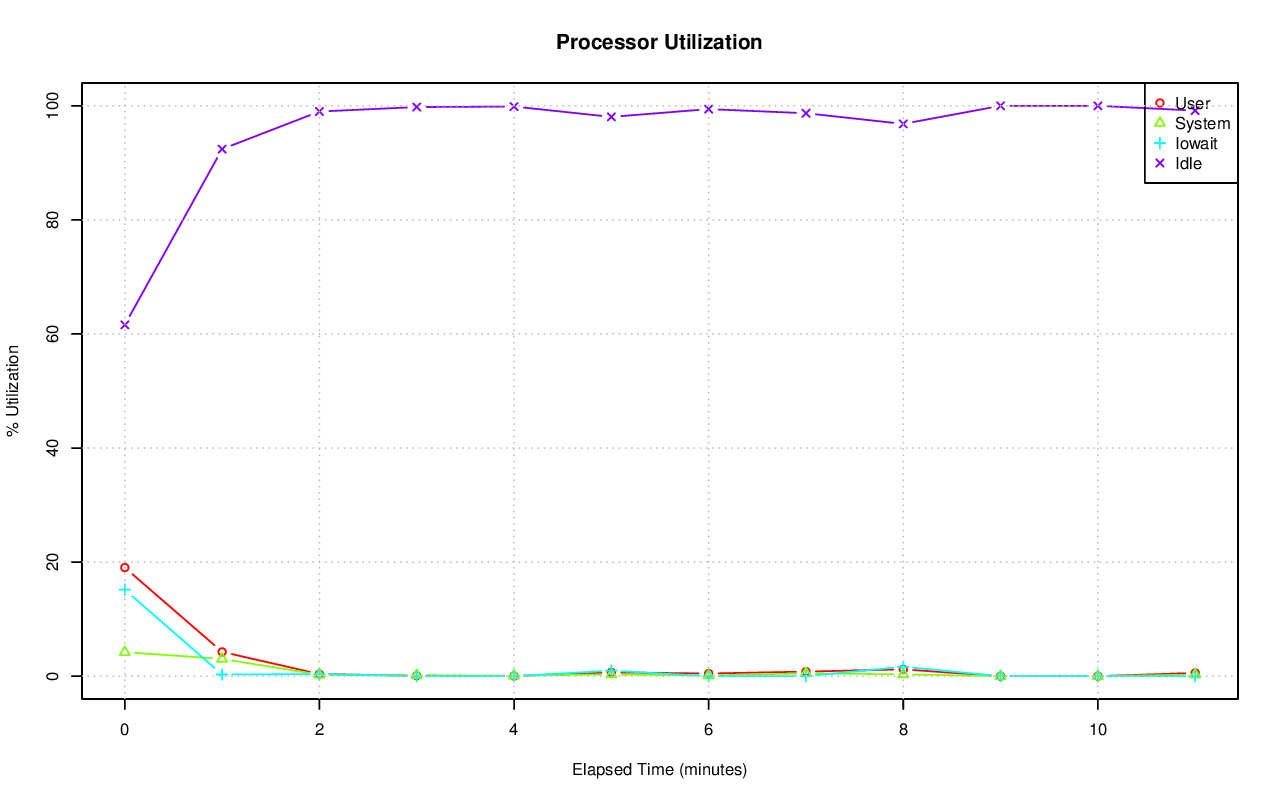 Processor Utilization
100
80
60
40
20
0
% Utilization
User
System
Iowait
Idle
0 2 4 6 8 10
Elapsed Time (minutes)